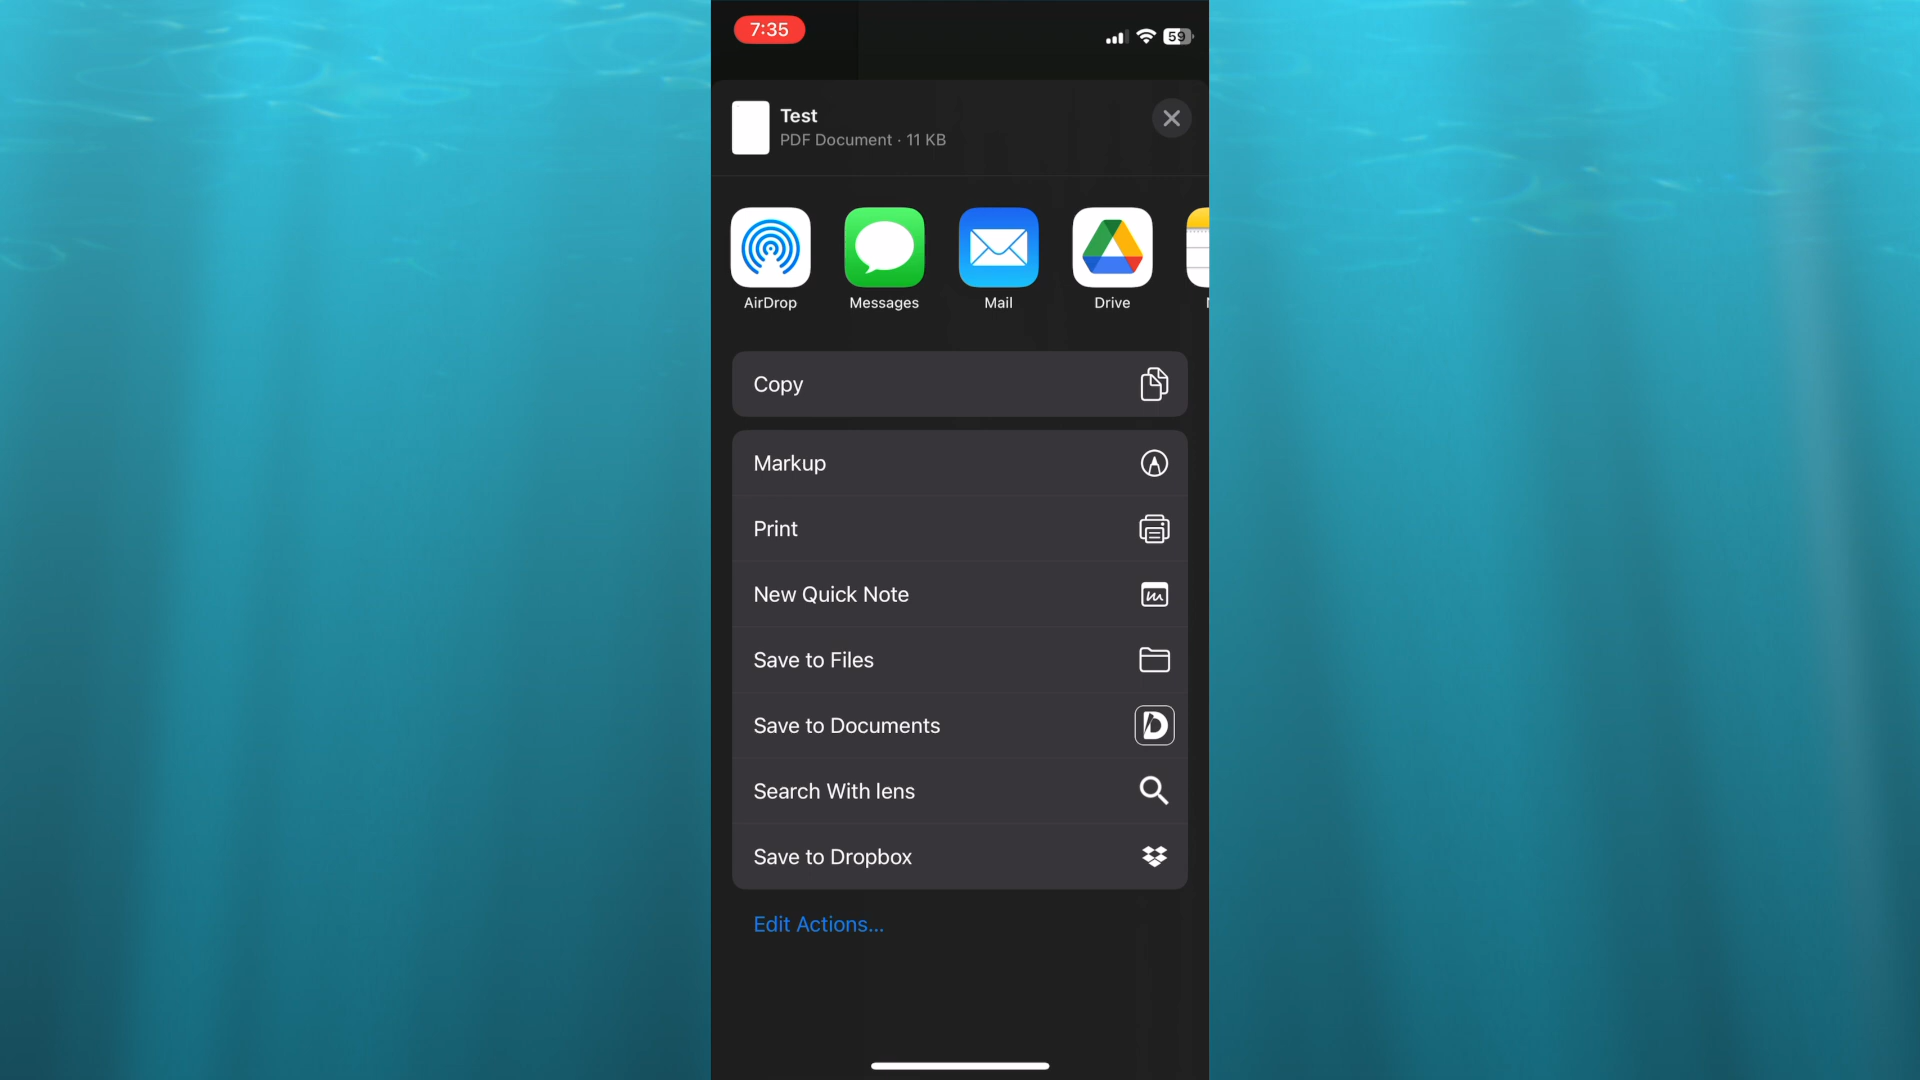 7:35
59
Test
PDF Document · 11 KB
AirDrop
Messages
Mail
Drive
Copy
Markup
Print
New Quick Note
Save to Files
Save to Documents
Search With lens
Save to Dropbox
Edit Actions...